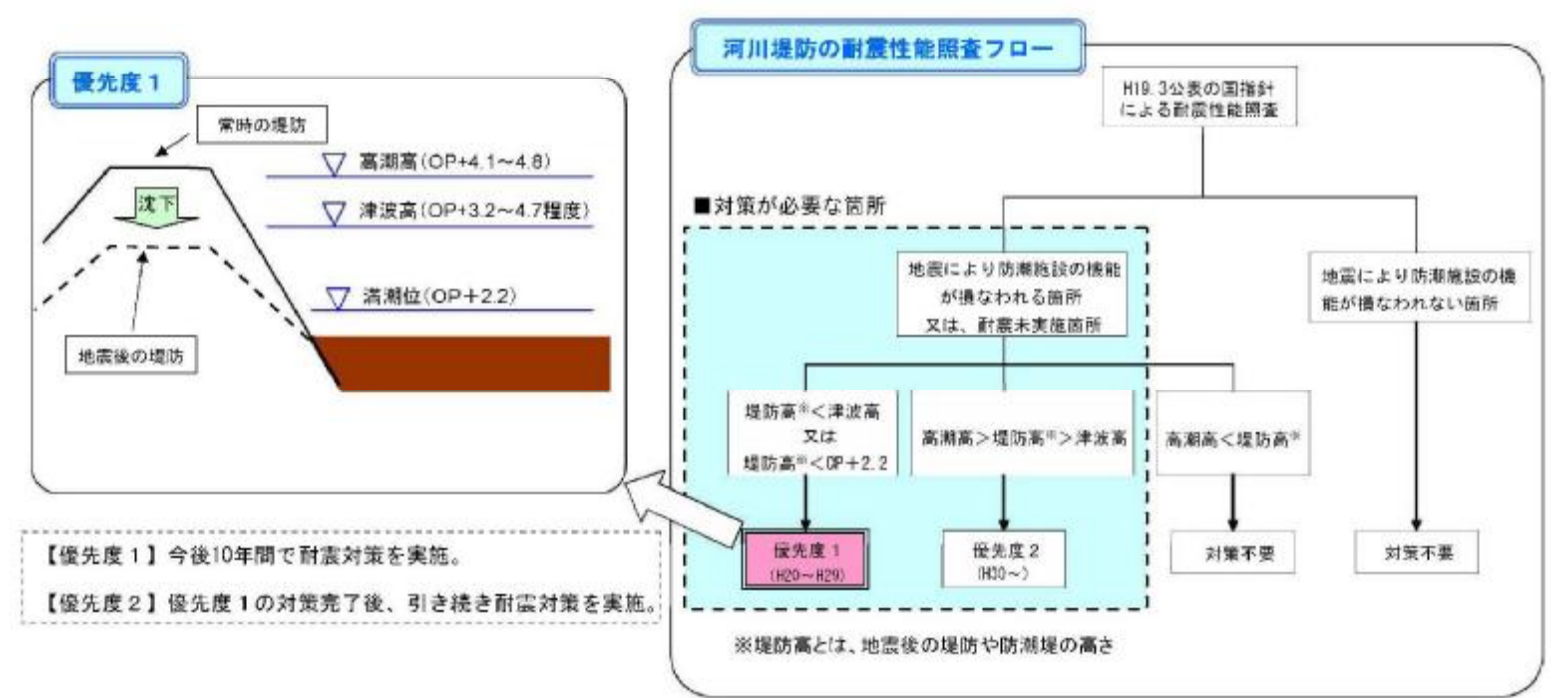 優先度1
常時の堤防
高潮高(OP+4.1～4.8)
沈下
津波高(OP+3.2～4.7程度)
満潮位(OP＋2.2)
地震後の堤防
【優先度1】今後10年間で耐震対策を実施。
【優先度2】優先度1の対策完了後、引き続き耐震対策を実施。
河川堤防の耐震性能照査フロー
H19.3公表の国指針
による耐震性能照査
■対策が必要な箇所
地震により防潮施設の機能
が損なわれる箇所
又は、耐震未実施箇所
地震により防潮施設の機
能が損なわれない箇所
堤防高※＜津波高
又は
堤防高※＜OP＋2.2
高潮高＞堤防高※＞津波高
高潮高＜堤防高※
優先度1
(H20～H29)
優先度2
(H30～)
対策不要
対策不要
※堤防高とは、地震後の堤防や防潮堤の高さ